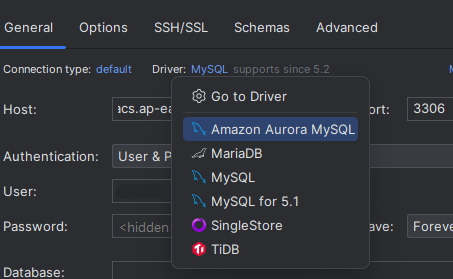 General Options SSH/SSL Schemas Advanced
Connection type: default Driver: MySQL supports since 5.2
Go to Driver
Host: acs.ap-ea ort: 3306
Amazon Aurora MySQL
MariaDB
Authentication: User & P
MySQL
User:
MySQL for 5.1
Password: <hidden ave: Foreve
SingleStore
TiDB
Database: